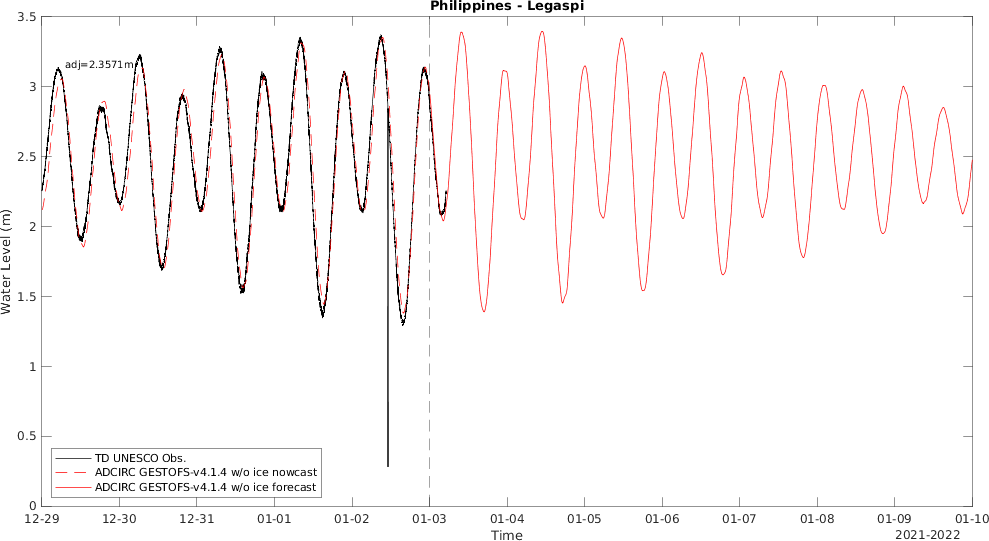 Philippines - Legaspi
3.5
adj=2.3571m
3
2.5
2
1.5
1
0.5
0
Water Level (m)
TD UNESCO Obs.
ADCIRC GESTOFS-v4.1.4 w/o ice nowcast
ADCIRC GESTOFS-v4.1.4 w/o ice forecast
12-29 12-30 12-31 01-01 01-02 01-03 01-04 01-05 01-06 01-07 01-08 01-09 01-10
Time
2021-2022